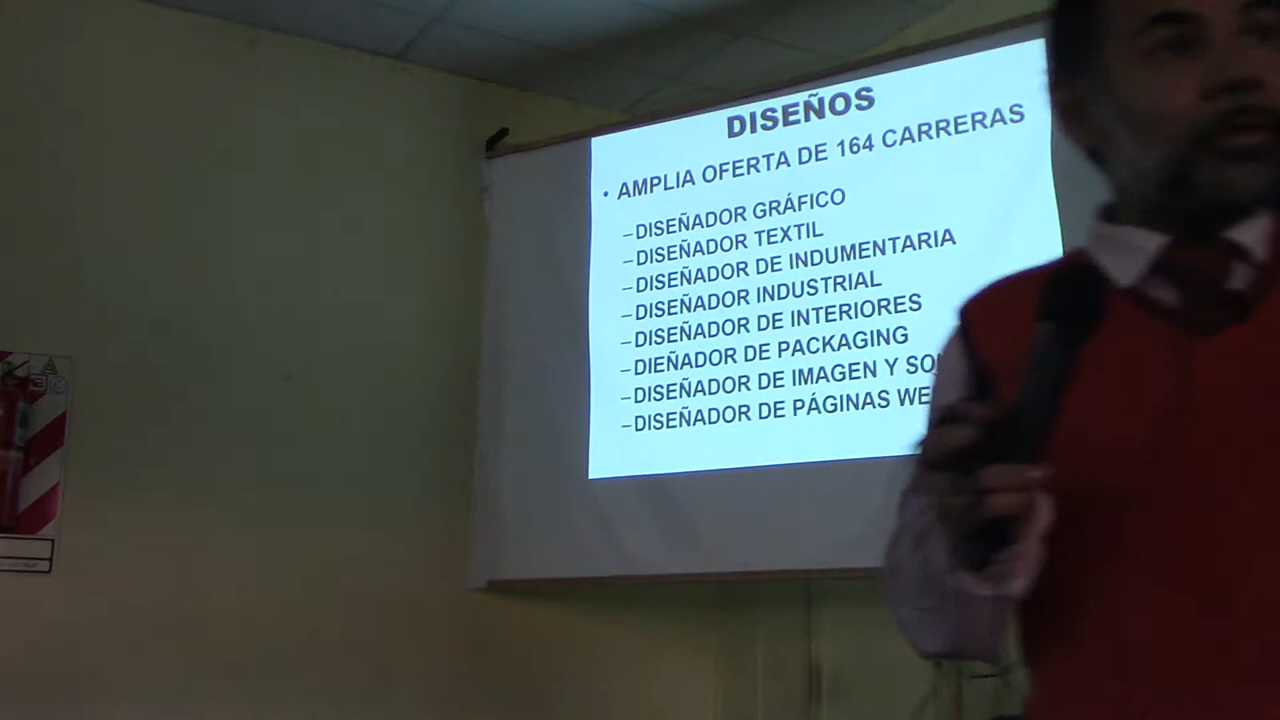 DISEÑOS
• AMPLIA OFERTA DE 164 CARRERAS
–DISEÑADOR GRÁFICO
–DISEÑADOR TEXTIL
–DISEÑADOR DE INDUMENTARIA
–DISEÑADOR INDUSTRIAL
–DISEÑADOR DE INTERIORES
–DIEÑADOR DE PACKAGING
–DISEÑADOR DE IMAGEN Y
–DISEÑADOR DE PÁGINAS
A